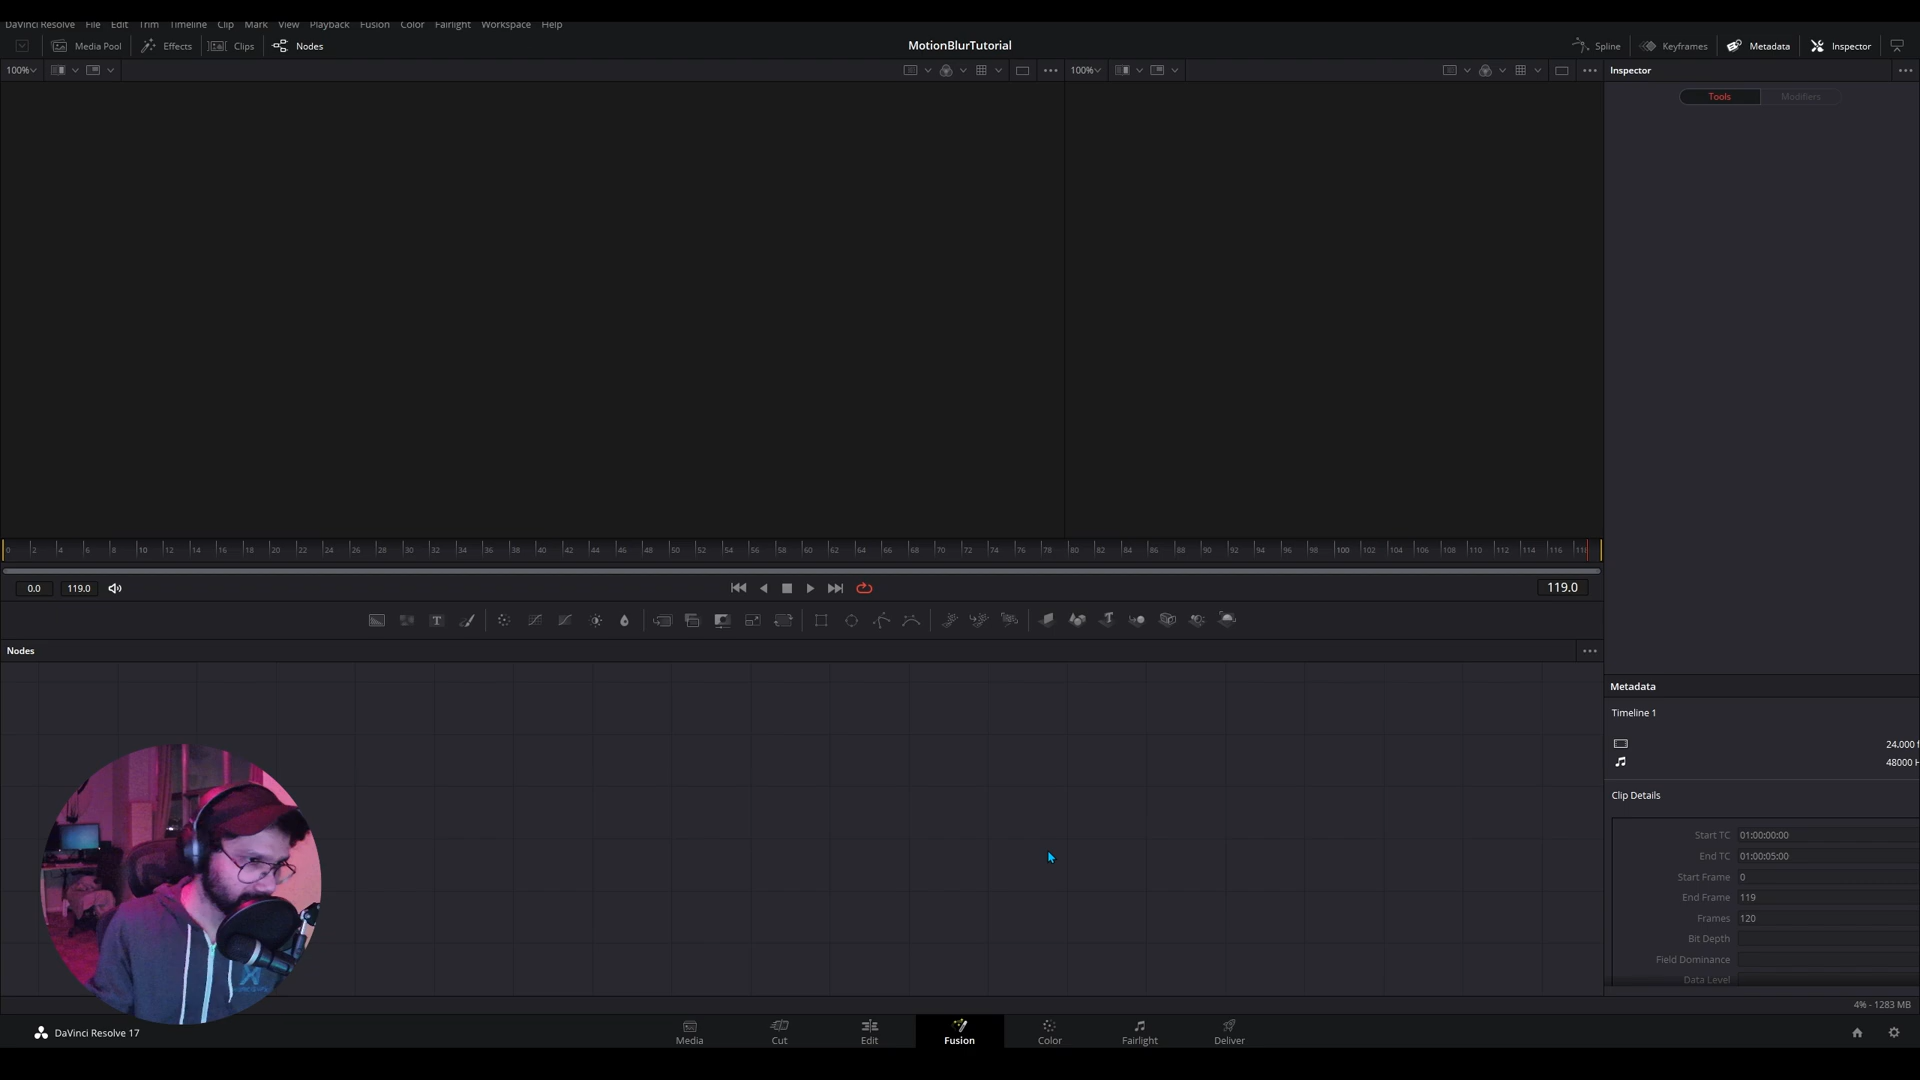 DaVinci Resolve File Edit Trim Timeline Clip Mark View Playback Fusion Color Fairlight Workspace Help
Media Pool Effects Clips Nodes MotionBlurTutorial Spline Keyframes Metadata Inspector
100% 100% Inspector
Tools Modifiers
0 2 4 6 8 10 12 14 16 18 20 22 24 26 28 30 32 34 36 38 40 42 44 46 48 50 52 54 56 58 60 62 64 66 68 70 72 74 76 78 80 82 84 86 88 90 92 94 96 98 100 102 104 106 108 110 112 114 116
0.0 119.0 119.0
T T
Nodes
Metadata
Timeline 1
24.000 f
48000 H
Clip Details
Start TC 01:00:00:00
End TC 01:00:05:00
Start Frame 0
End Frame 119
Frames 120
Bit Depth
Field Dominance
Data Level
4% - 1283 MB
DaVinci Resolve 17 Media Cut Edit Fusion Color Fairlight Deliver